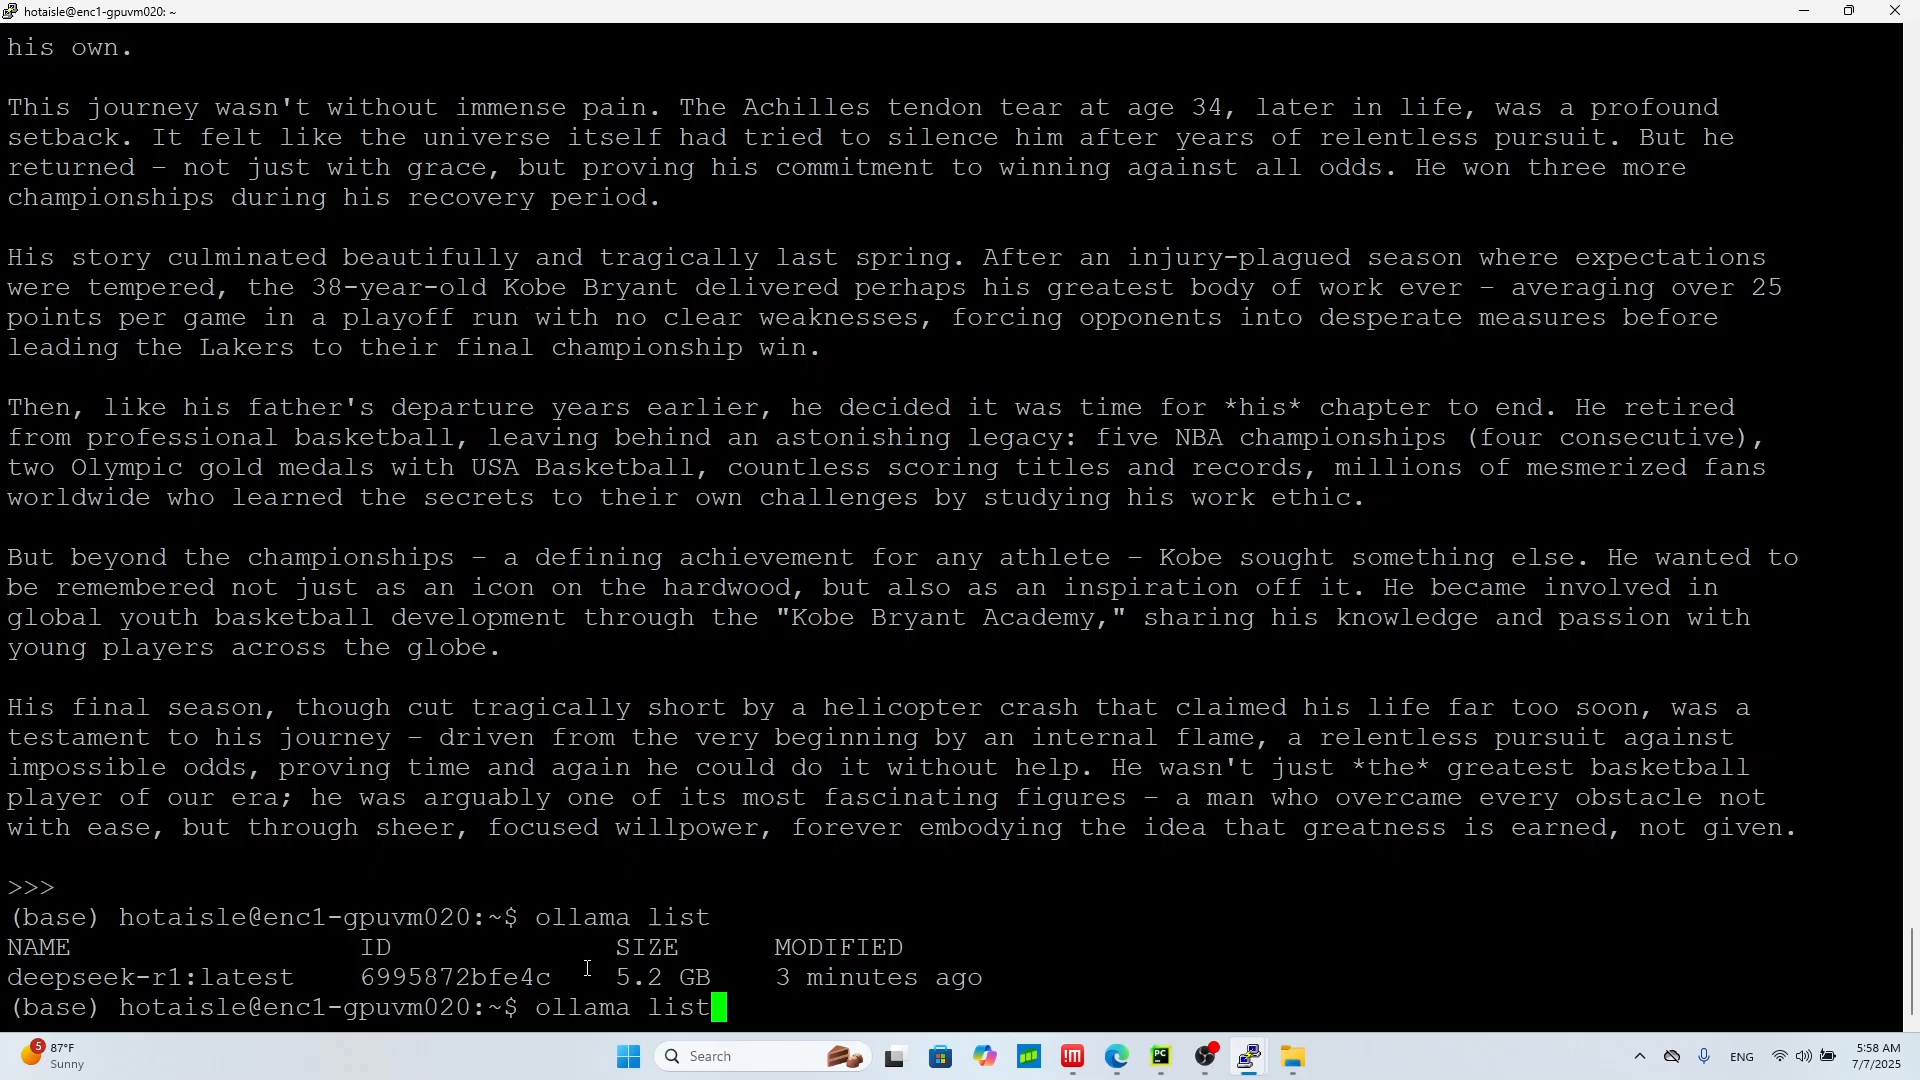 hotaisle@enc1-gpuvm020: ~
his own.
This journey wasn't without immense pain. The Achilles tendon tear at age 34, later in life, was a profound
setback. It felt like the universe itself had tried to silence him after years of relentless pursuit. But he
returned – not just with grace, but proving his commitment to winning against all odds. He won three more
championships during his recovery period.
His story culminated beautifully and tragically last spring. After an injury-plagued season where expectations
were tempered, the 38-year-old Kobe Bryant delivered perhaps his greatest body of work ever – averaging over 25
points per game in a playoff run with no clear weaknesses, forcing opponents into desperate measures before
leading the Lakers to their final championship win.
Then, like his father's departure years earlier, he decided it was time for *his* chapter to end. He retired
from professional basketball, leaving behind an astonishing legacy: five NBA championships (four consecutive),
two Olympic gold medals with USA Basketball, countless scoring titles and records, millions of mesmerized fans
worldwide who learned the secrets to their own challenges by studying his work ethic.
But beyond the championships – a defining achievement for any athlete – Kobe sought something else. He wanted to
be remembered not just as an icon on the hardwood, but also as an inspiration off it. He became involved in
global youth basketball development through the "Kobe Bryant Academy," sharing his knowledge and passion with
young players across the globe.
His final season, though cut tragically short by a helicopter crash that claimed his life far too soon, was a
testament to his journey – driven from the very beginning by an internal flame, a relentless pursuit against
impossible odds, proving time and again he could do it without help. He wasn't just *the* greatest basketball
player of our era; he was arguably one of its most fascinating figures – a man who overcame every obstacle not
with ease, but through sheer, focused willpower, forever embodying the idea that greatness is earned, not given.
>>>
(base) hotaisle@enc1-gpuvm020:~$ ollama list
NAME ID SIZE MODIFIED
deepseek-r1:latest 6995872bfe4c 5.2 GB 3 minutes ago
(base) hotaisle@enc1-gpuvm020:~$ ollama list
5 87°F
Sunny
Search
PC
ENG
5:58 AM
7/7/2025